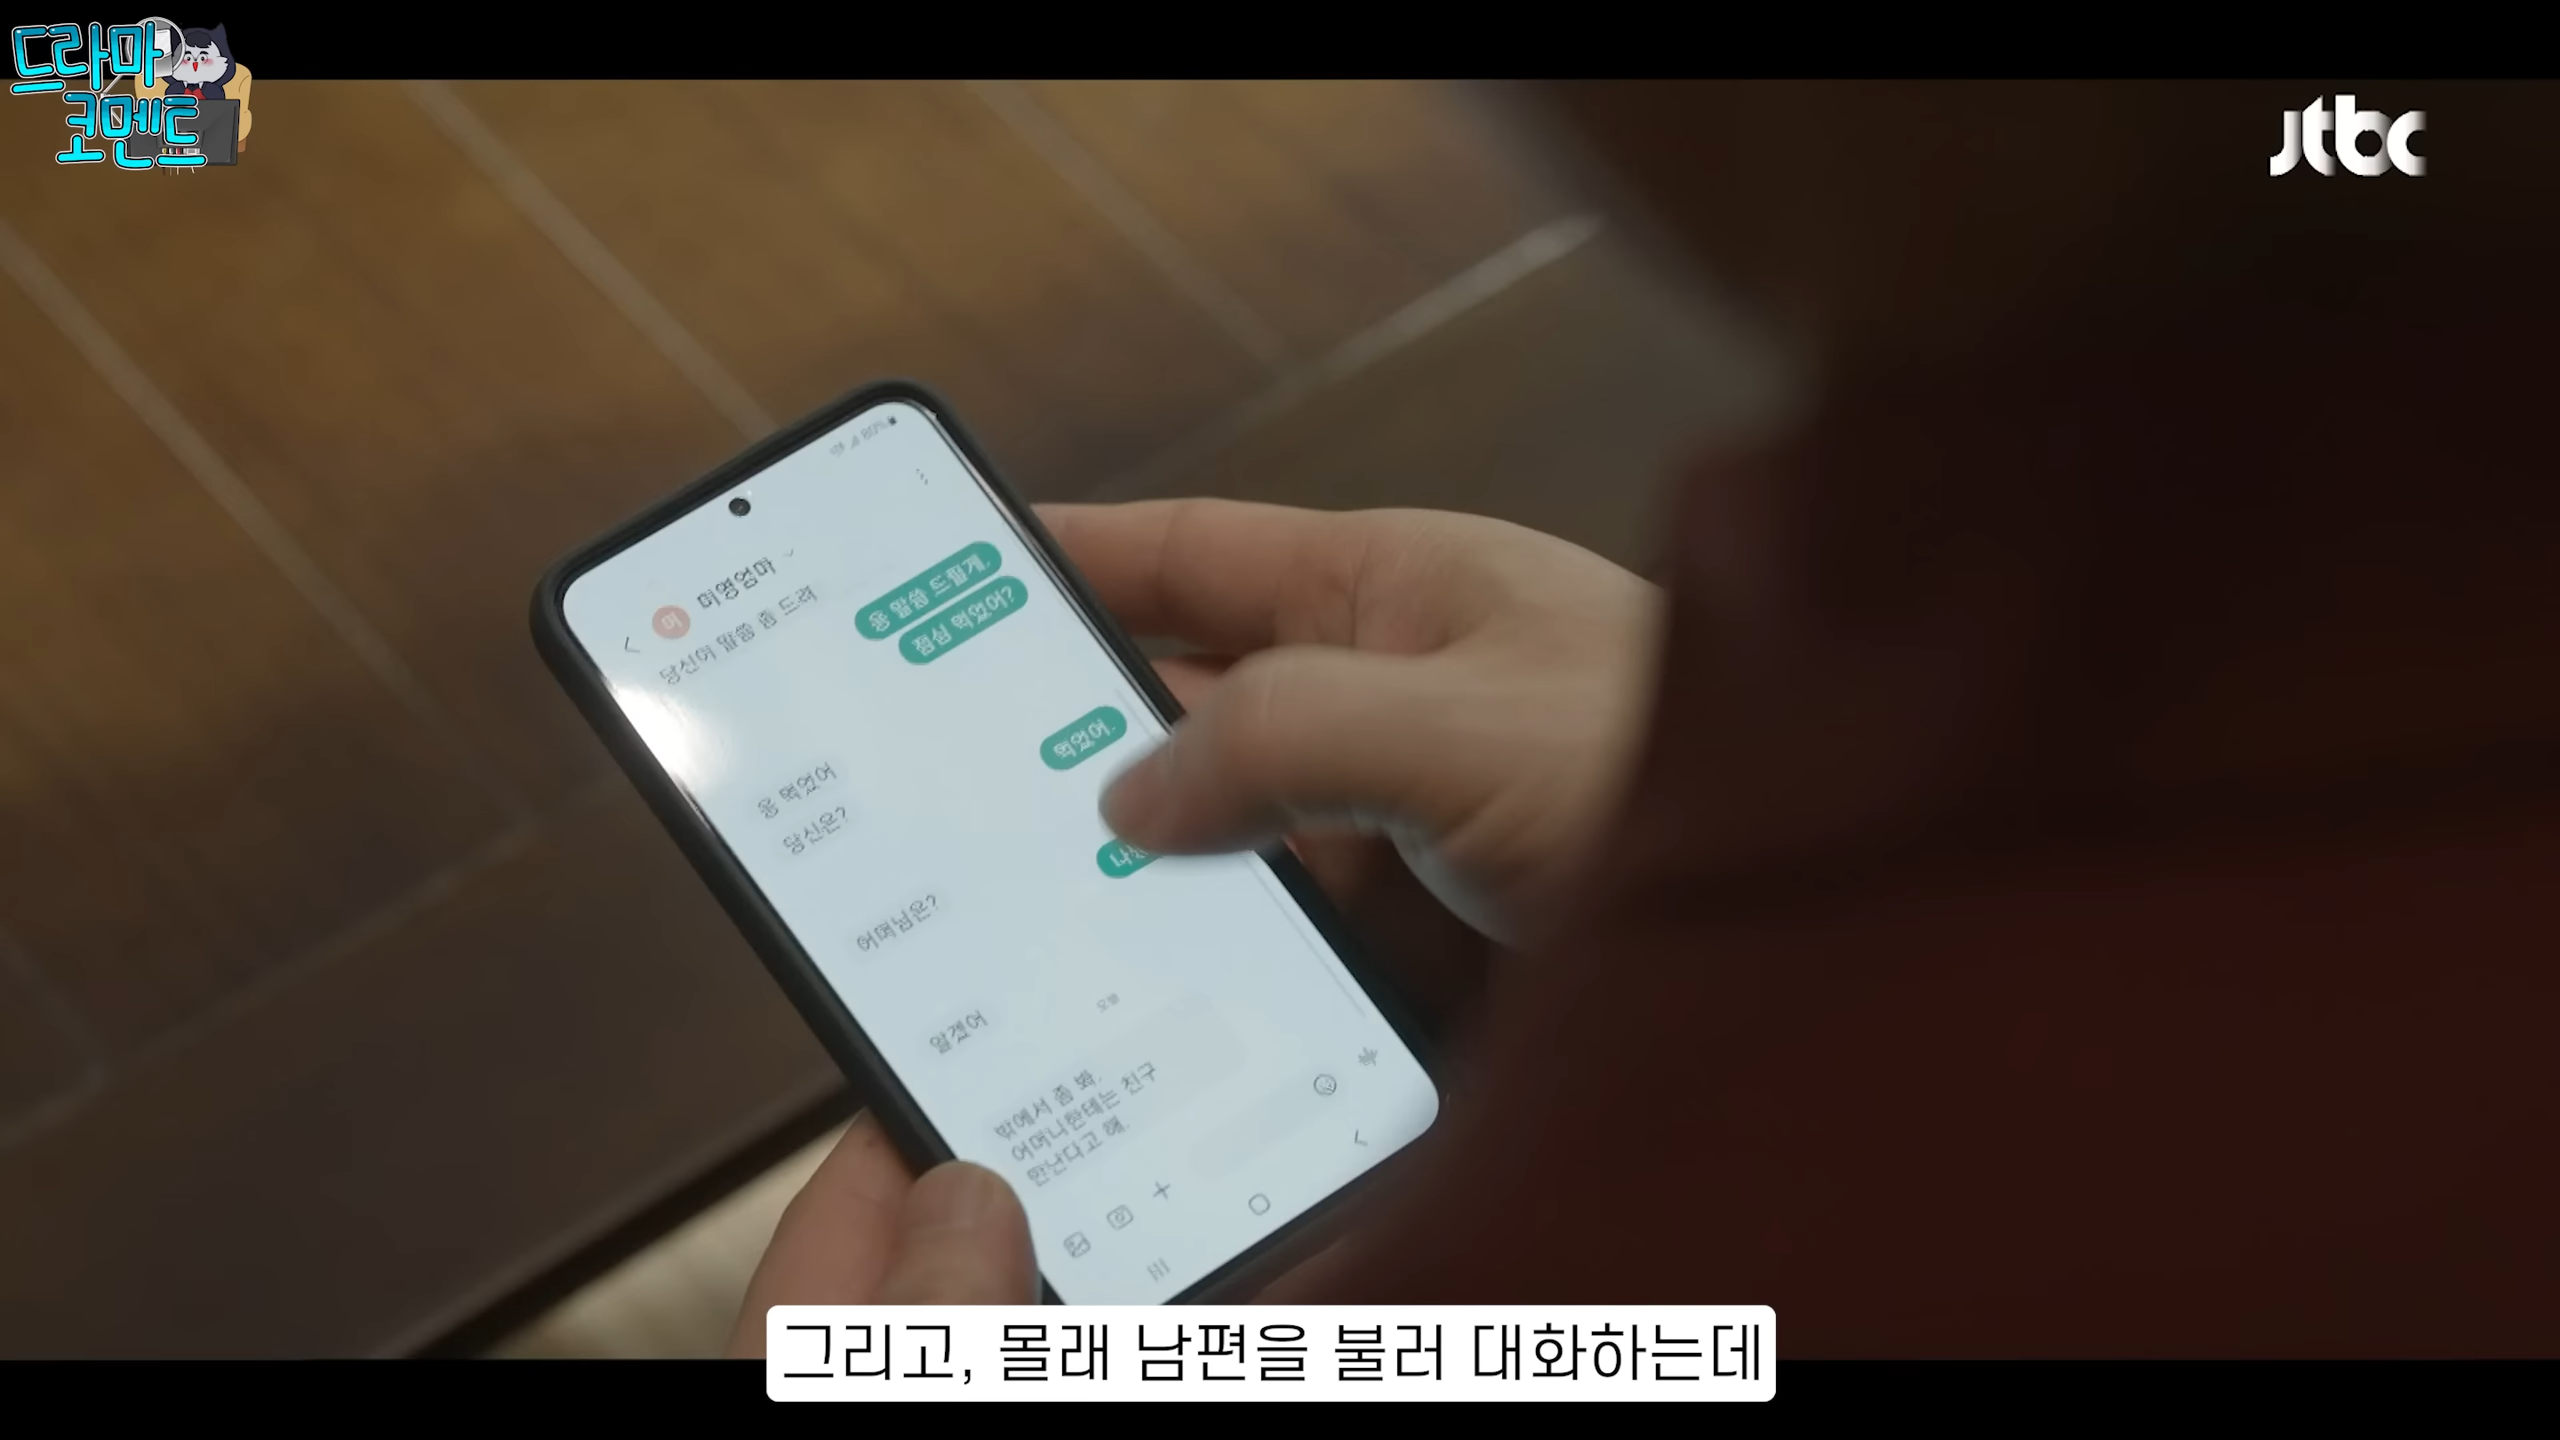 드라마
코멘트
jtbc
80%
미영엄마
당신이 말씀 좀 드려
응 말씀 드릴게.
점심 먹었어?
응 먹었어
당신은?
먹었어.
어머님은?
알겠어
오늘
밖에서 좀 봐.
어머니한테는 친구
만난다고 해.
그리고, 몰래 남편을 불러 대화하는데